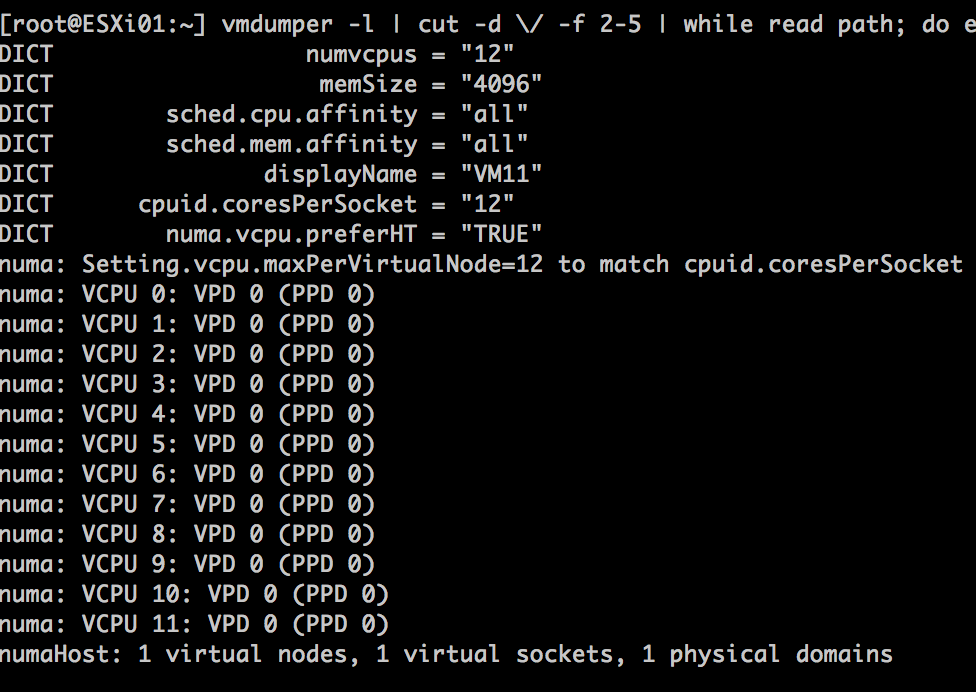 [root@ESXi01:~] vmdumper -l | cut -d \/ -f 2-5 | while read path; do e
DICT numvcpus = "12"
DICT memSize = "4096"
DICT sched.cpu.affinity = "all"
DICT sched.mem.affinity = "all"
DICT displayName = "VM11"
DICT cpuid.coresPerSocket = "12"
DICT numa.vcpu.preferHT = "TRUE"
numa: Setting.vcpu.maxPerVirtualNode=12 to match cpuid.coresPerSocket
numa: VCPU 0: VPD 0 (PPD 0)
numa: VCPU 1: VPD 0 (PPD 0)
numa: VCPU 2: VPD 0 (PPD 0)
numa: VCPU 3: VPD 0 (PPD 0)
numa: VCPU 4: VPD 0 (PPD 0)
numa: VCPU 5: VPD 0 (PPD 0)
numa: VCPU 6: VPD 0 (PPD 0)
numa: VCPU 7: VPD 0 (PPD 0)
numa: VCPU 8: VPD 0 (PPD 0)
numa: VCPU 9: VPD 0 (PPD 0)
numa: VCPU 10: VPD 0 (PPD 0)
numa: VCPU 11: VPD 0 (PPD 0)
numaHost: 1 virtual nodes, 1 virtual sockets, 1 physical domains